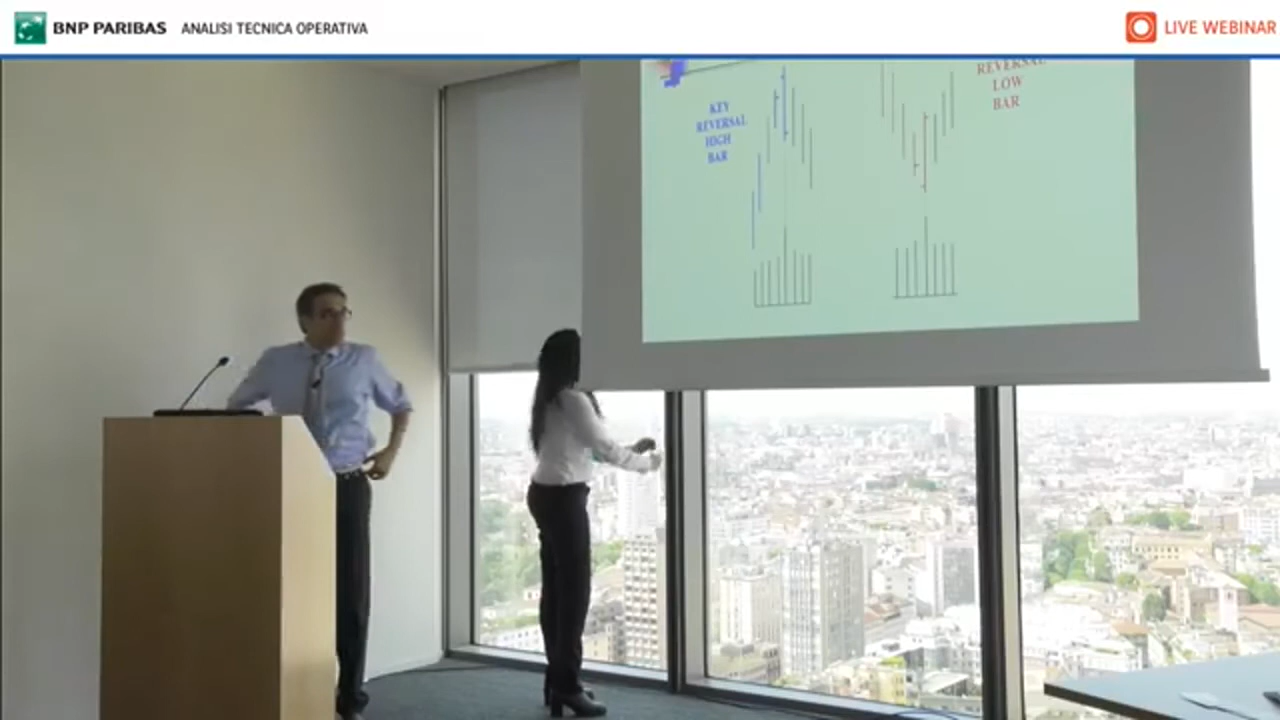 BNP PARIBAS ANALISI TECNICA OPERATIVA
LIVE WEBINAR
KEY
REVERSAL
HIGH
BAR
REVERSAL
LOW
BAR